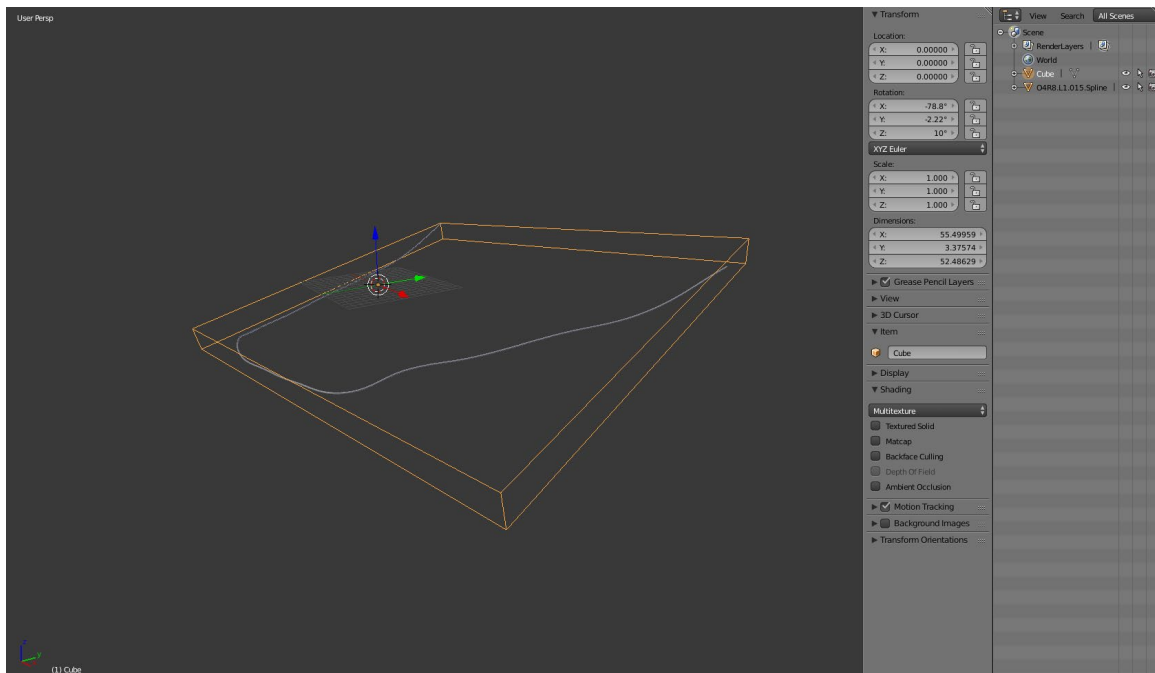 User Persp
(1) Cube
Transform
Location:
X: 0.00000
Y: 0.00000
Z: 0.00000
Rotation:
X: -78.8°
Y: -2.22°
Z: 10°
XYZ Euler
Scale:
X: 1.000
Y: 1.000
Z: 1.000
Dimensions:
X: 55.49959
Y: 3.37574
Z: 52.48629
Grease Pencil Layers
View
3D Cursor
Item
Cube
Display
Shading
Multitexture
Textured Solid
Matcap
Backface Culling
Depth Of Field
Ambient Occlusion
Motion Tracking
Background Images
Transform Orientations
View Search All Scenes
Scene
RenderLayers
World
Cube
O4R8.L1.015.Spline
z
y